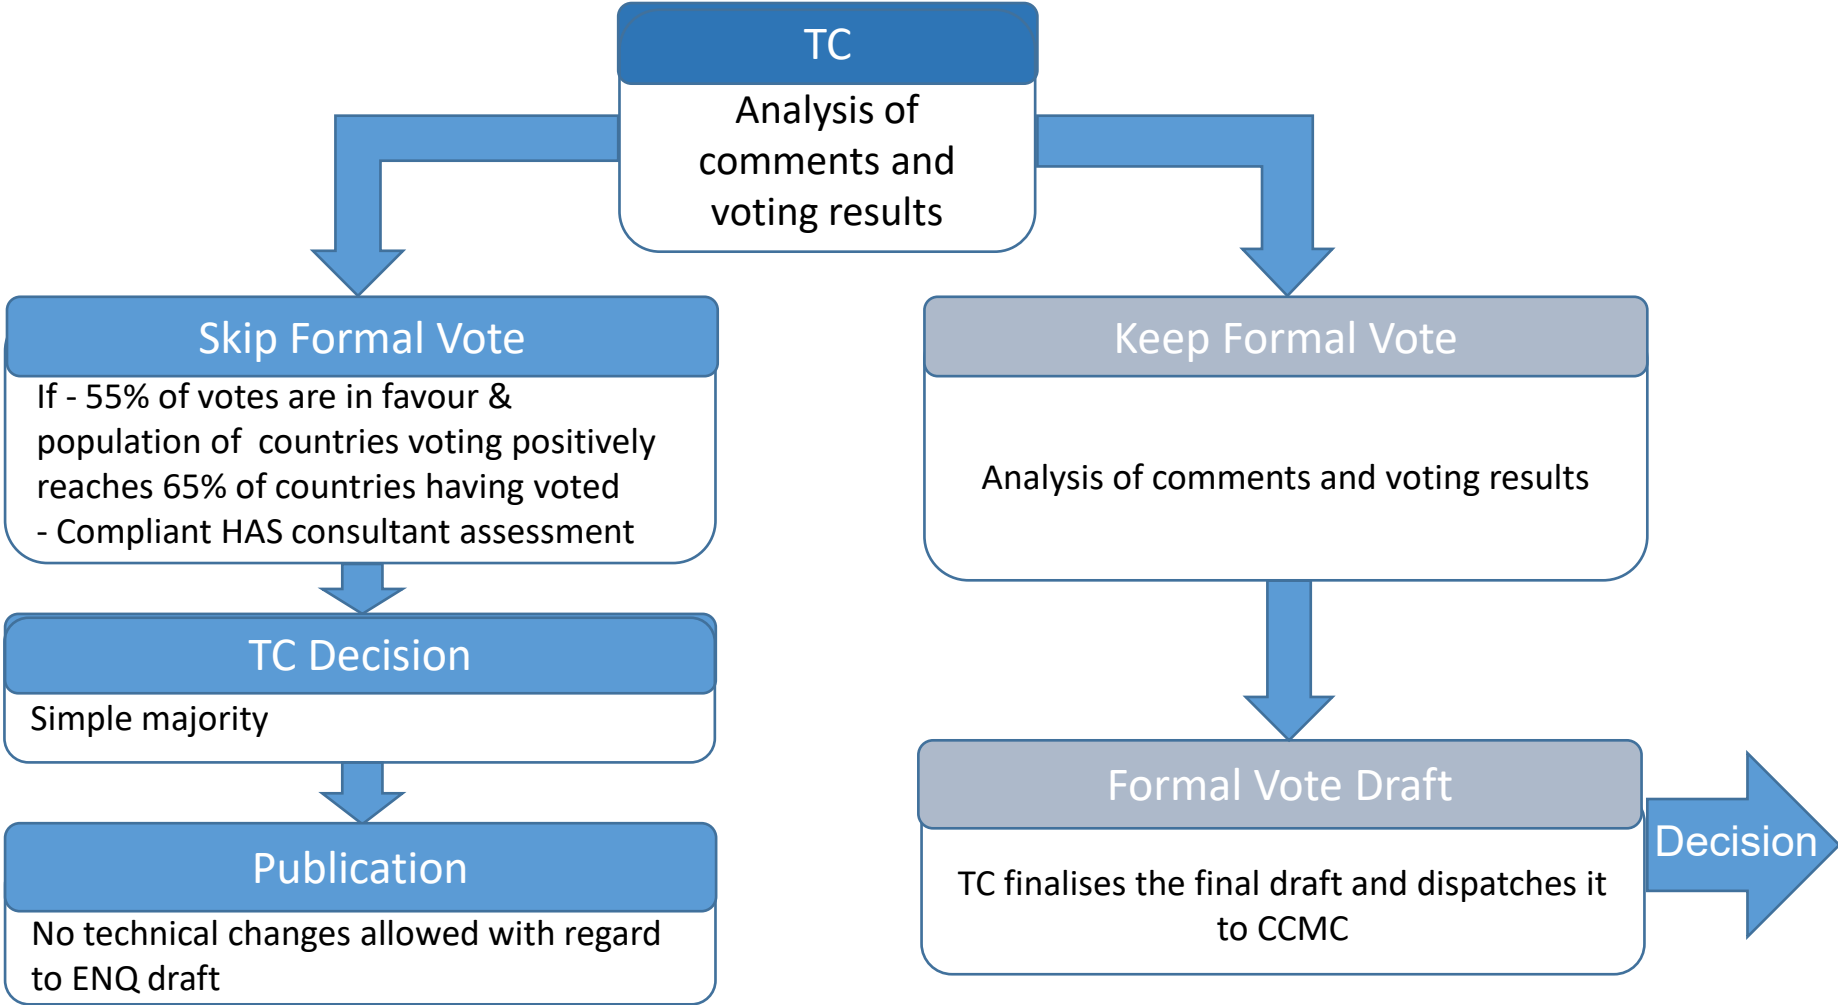 TC
Analysis of
comments and
voting results
Skip Formal Vote
If - 55% of votes are in favour &
population of  countries voting positively
reaches 65% of countries having voted
- Compliant HAS consultant assessment
TC Decision
Simple majority
Publication
No technical changes allowed with regard
to ENQ draft
Keep Formal Vote
Analysis of comments and voting results
Formal Vote Draft
TC finalises the final draft and dispatches it
to CCMC
Decision